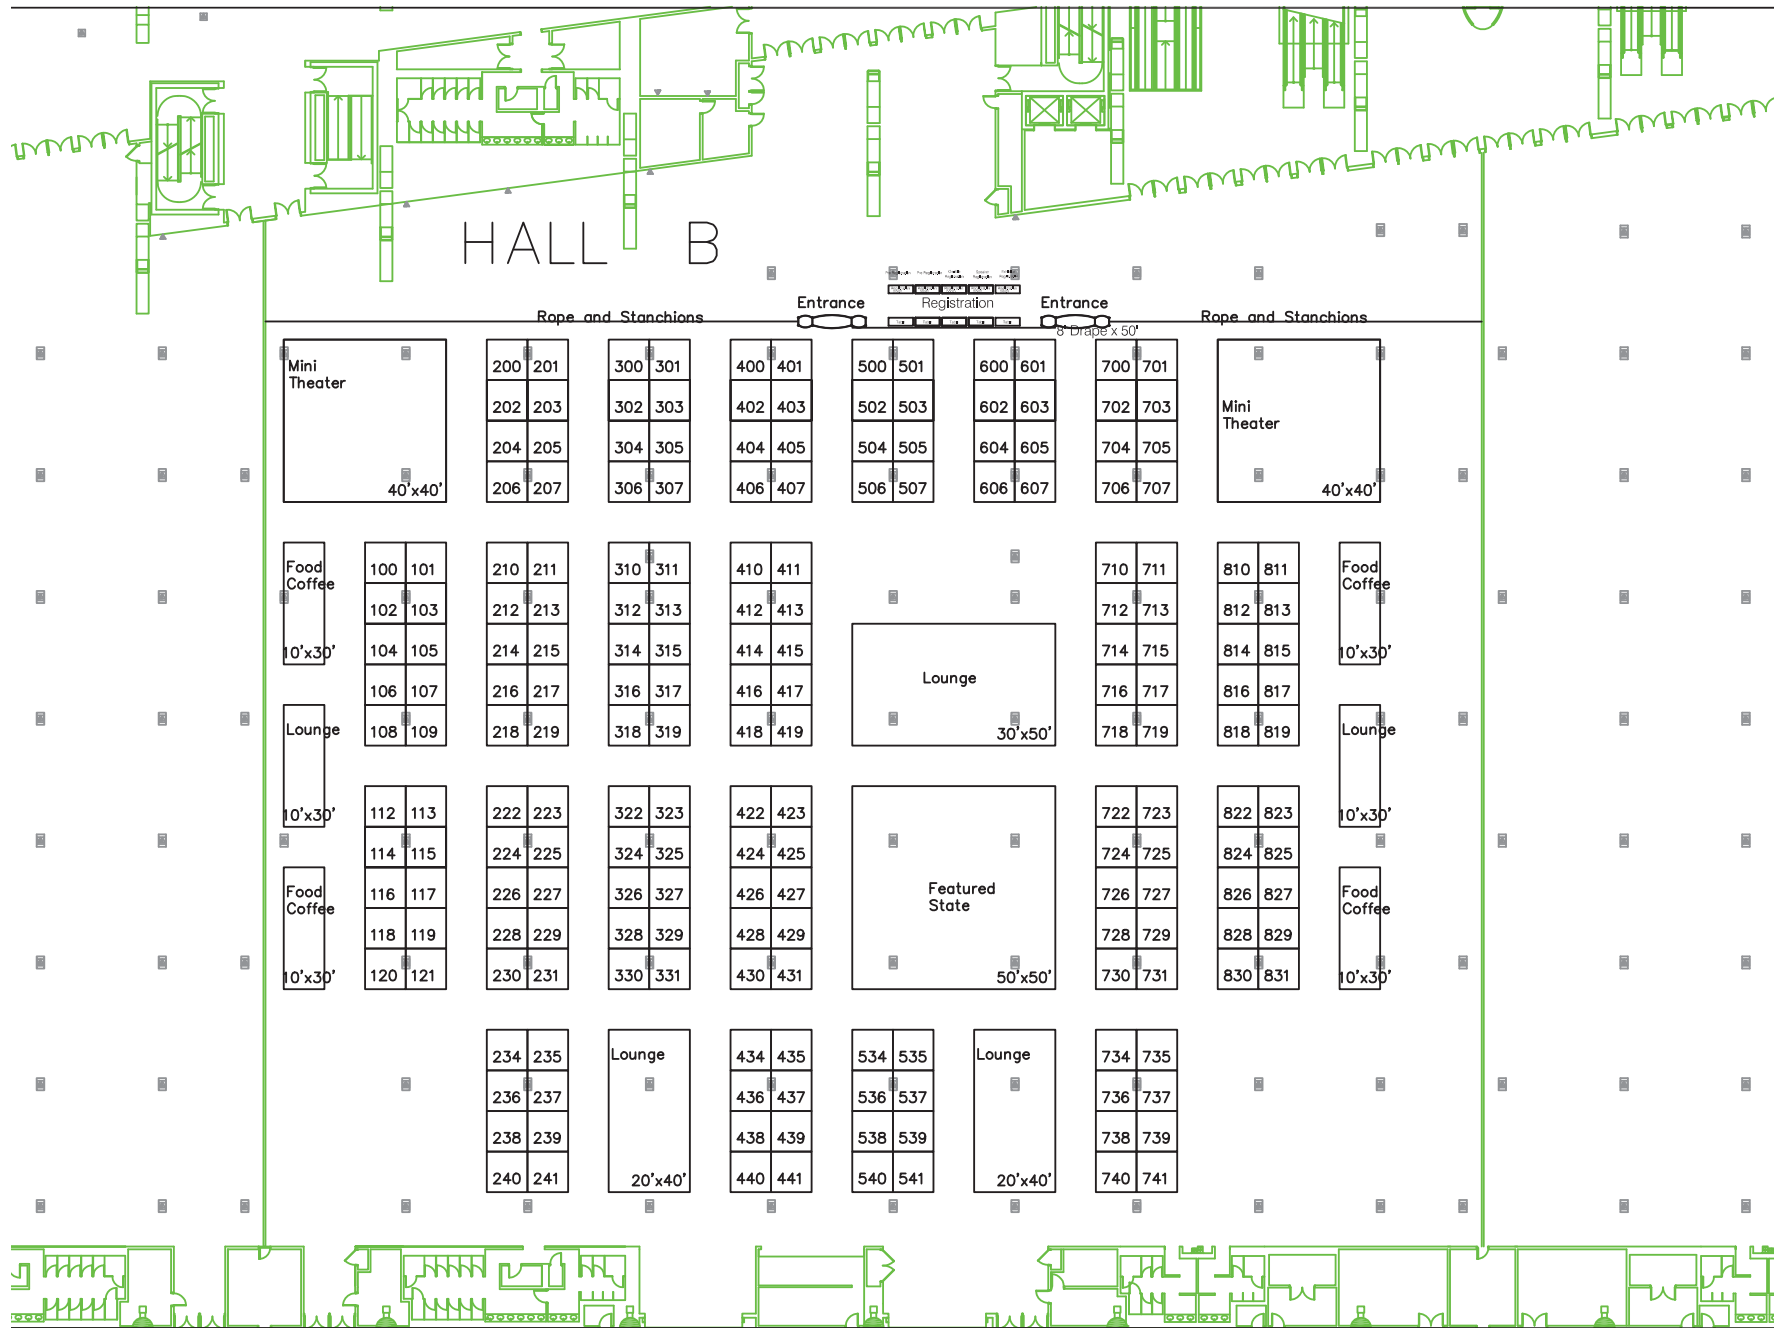 HALL B
Entrance Registration Entrance
Rope and Stanchions Rope and Stanchions
8' Drape x 50'
Mini
Theater
40'x40'
200 201 300 301 400 401 500 501 600 601 700 701
202 203 302 303 402 403 502 503 602 603 702 703
204 205 304 305 404 405 504 505 604 605 704 705
206 207 306 307 406 407 506 507 606 607 706 707
Mini
Theater
40'x40'
Food
Coffee
10'x30'
100 101 210 211 310 311 410 411 710 711 810 811
102 103 212 213 312 313 412 413 712 713 812 813
104 105 214 215 314 315 414 415 714 715 814 815
106 107 216 217 316 317 416 417 716 717 816 817
108 109 218 219 318 319 418 419 718 719 818 819
Lounge
30'x50'
Food
Coffee
10'x30'
Lounge
10'x30'
Lounge
10'x30'
112 113 222 223 322 323 422 423 722 723 822 823
114 115 224 225 324 325 424 425 724 725 824 825
116 117 226 227 326 327 426 427 726 727 826 827
118 119 228 229 328 329 428 429 728 729 828 829
120 121 230 231 330 331 430 431 730 731 830 831
Featured
State
50'x50'
Food
Coffee
10'x30'
Food
Coffee
10'x30'
234 235 434 435 534 535 734 735
236 237 436 437 536 537 736 737
238 239 438 439 538 539 738 739
240 241 440 441 540 541 740 741
Lounge
20'x40'
Lounge
20'x40'